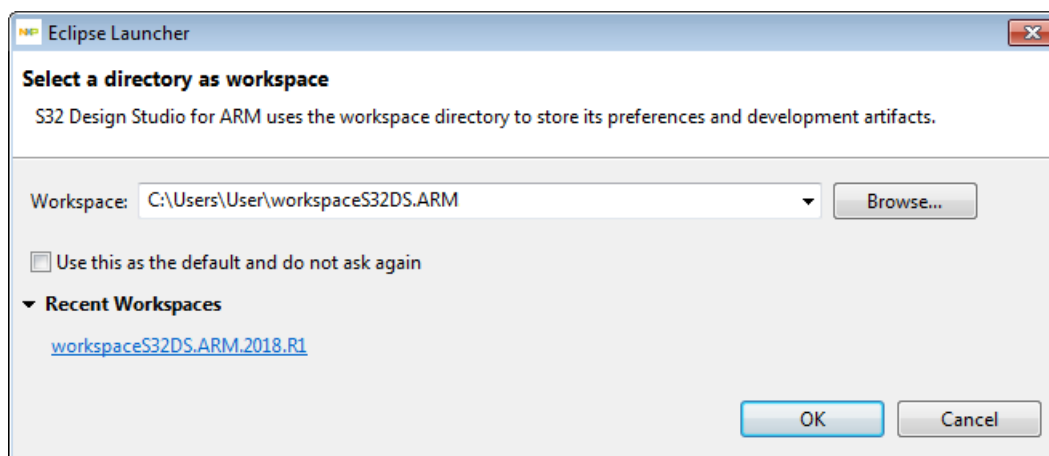 NXP Eclipse Launcher
Select a directory as workspace
S32 Design Studio for ARM uses the workspace directory to store its preferences and development artifacts.
Workspace: C:\Users\User\workspaceS32DS.ARM Browse...
Use this as the default and do not ask again
Recent Workspaces
workspaceS32DS.ARM.2018.R1
OK Cancel